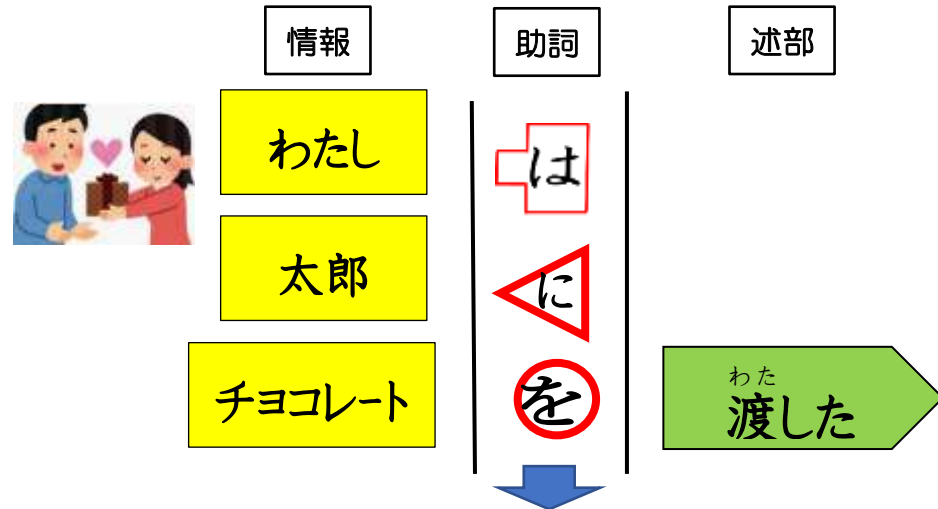 情報 助詞 述部
わたし は
太郎 に
チョコレート を わた
渡した